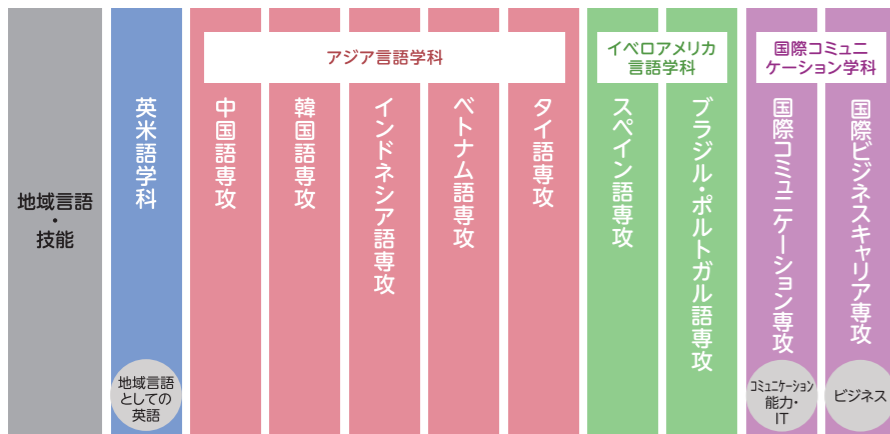 アジア言語学科
イベロアメリカ
言語学科
国際コミュニ
ケーション学科
地域言語
・
技能
英米語学科
中国語専攻
韓国語専攻
インドネシア語専攻
ベトナム語専攻
タイ語専攻
スペイン語専攻
ブラジル・ポルトガル語専攻
国際コミュニケーション専攻
国際ビジネスキャリア専攻
地域言語
としての
英語
コミュニケーション
能力・
IT
ビジネス